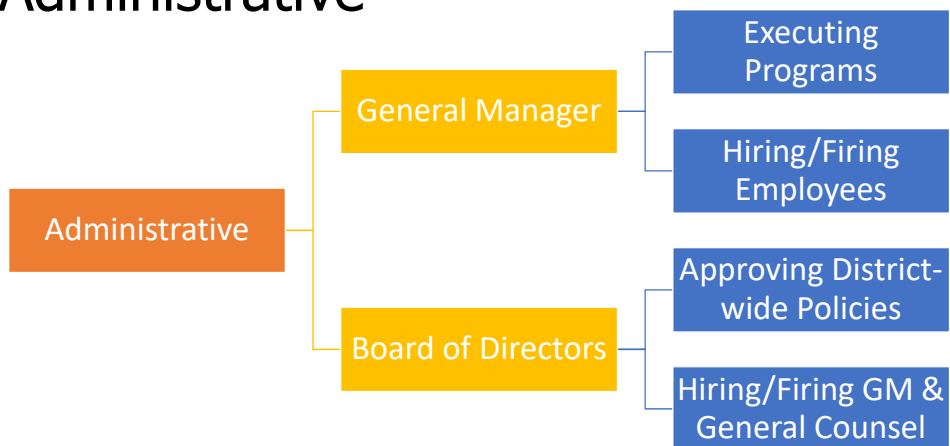 Administrative
Executing
Programs
General Manager
Hiring/Firing
Employees
Administrative
Approving District-
wide Policies
Board of Directors
Hiring/Firing GM &
General Counsel